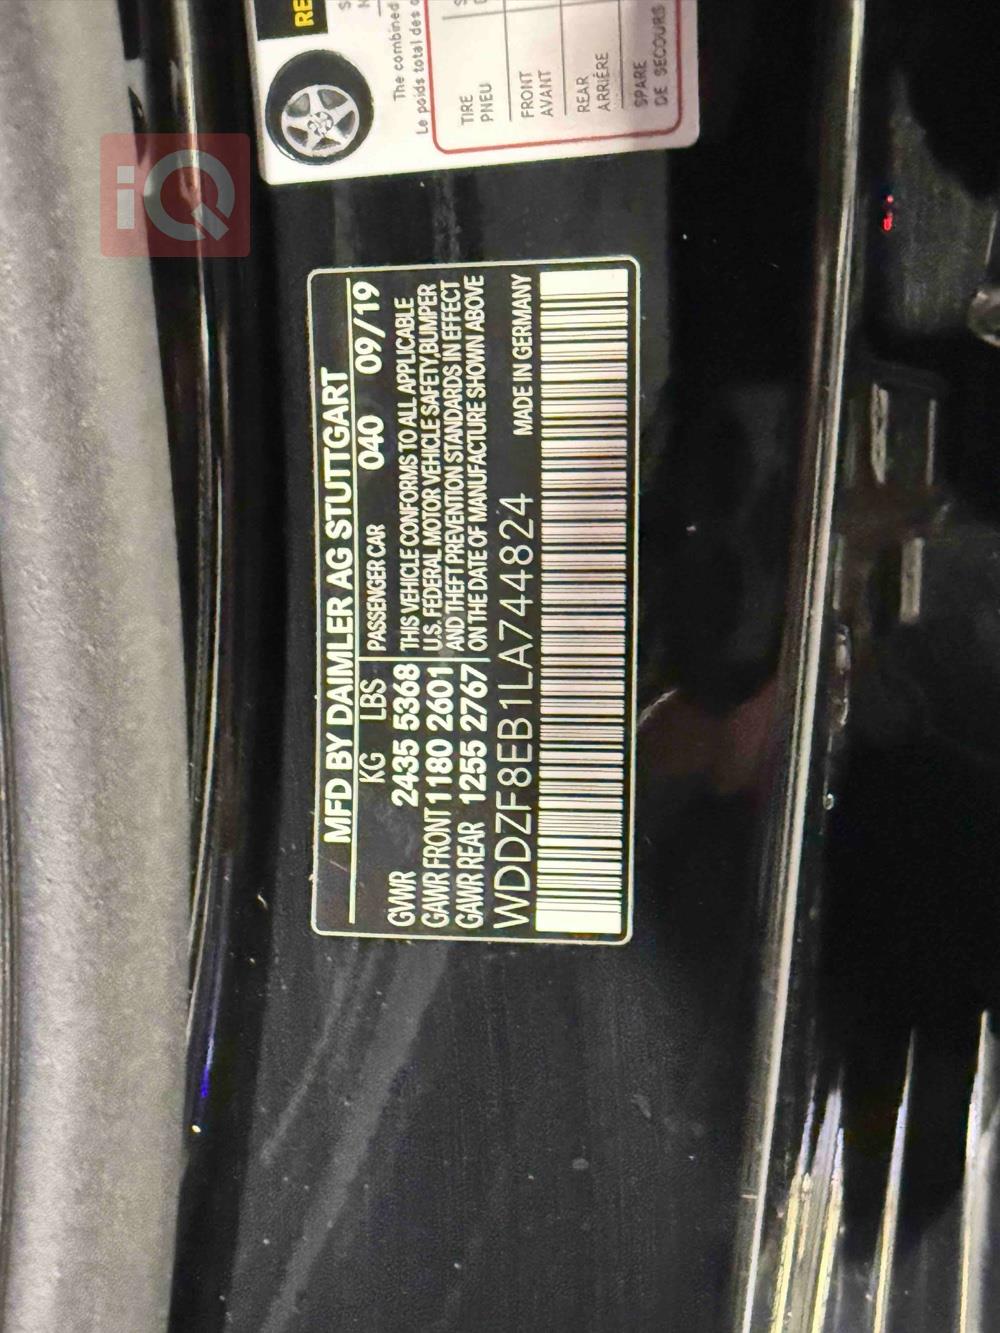 MFD BY DAIMLER AG STUTTGART
KG LBS PASSENGER CAR 040 09/19
GVWR 2435 5368
GAWR FRONT 1180 2601
GAWR REAR 1255 2767
THIS VEHICLE CONFORMS TO ALL APPLICABLE
U.S. FEDERAL MOTOR VEHICLE SAFETY,BUMPER
AND THEFT PREVENTION STANDARDS IN EFFECT
ON THE DATE OF MANUFACTURE SHOWN ABOVE
WDDZF8EB1LA744824 MADE IN GERMANY
The combined
Le poids total des
TIRE
PNEU
FRONT
AVANT
REAR
ARRIÈRE
SPARE
DE SECOURS
iQ